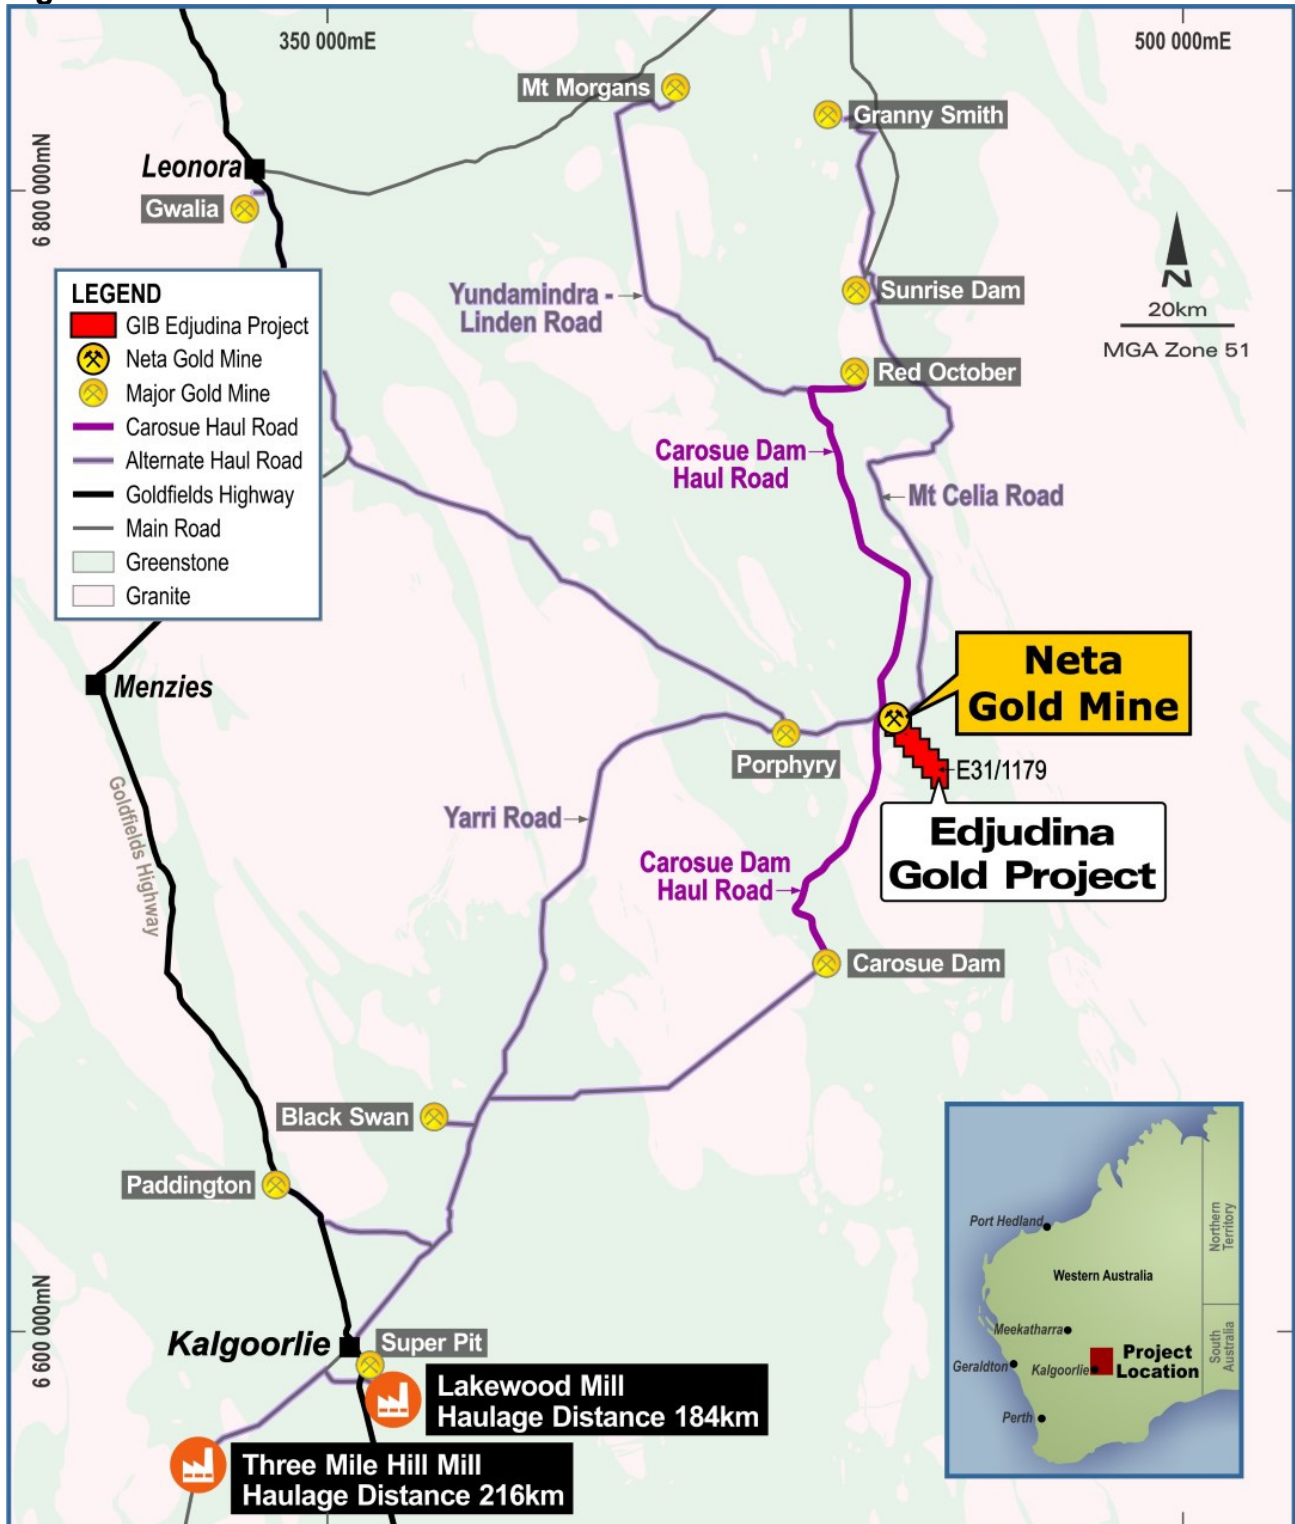 350 000mE
500 000mE
Mt Morgans
Granny Smith
Leonora
6 800 000mN
Gwalia
N
20km
MGA Zone 51
LEGEND
GIB Edjudina Project
Neta Gold Mine
Major Gold Mine
Carosue Haul Road
Alternate Haul Road
Goldfields Highway
Main Road
Greenstone
Granite
Yundamindra -
Linden Road
Sunrise Dam
Red October
Carosue Dam
Haul Road
Mt Celia Road
Menzies
Neta
Gold Mine
Porphyry
E31/1179
Goldfields Highway
Yarri Road
Edjudina
Gold Project
Carosue Dam
Haul Road
Carosue Dam
Black Swan
Paddington
Port Hedland
Northern
Territory
Western Australia
Meekatharra
Geraldton
Kalgoorlie
Project
Location
South
Australia
Perth
6 600 000mN
Kalgoorlie
Super Pit
Lakewood Mill
Haulage Distance 184km
Three Mile Hill Mill
Haulage Distance 216km